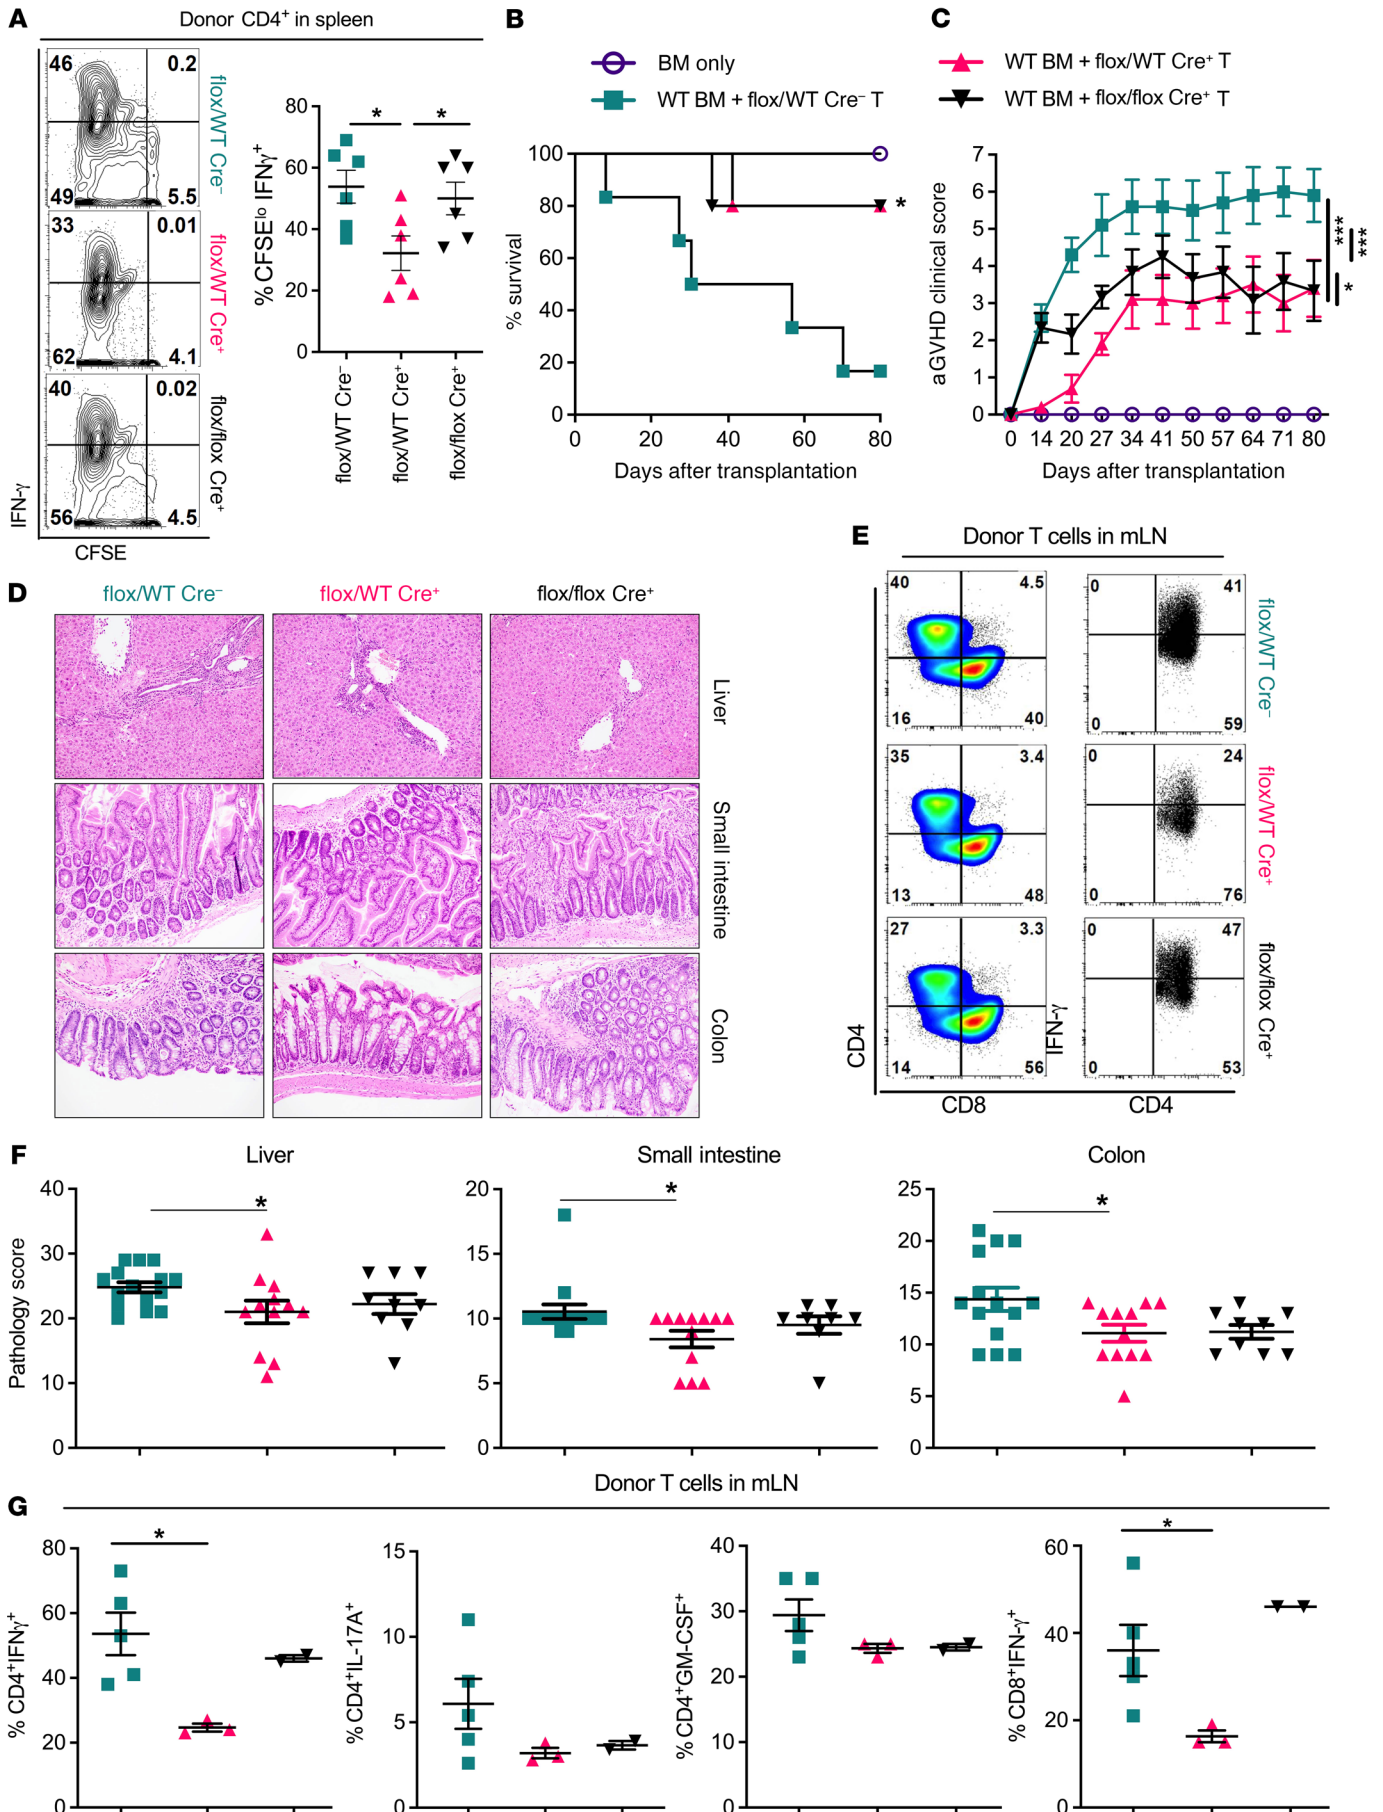 A
Donor CD4+ in spleen
46
0.2
49
5.5
flox/WT Cre–
33
0.01
62
4.1
flox/WT Cre+
40
0.02
56
4.5
flox/flox Cre+
IFN-γ
CFSE
% CFSElo IFNγ+
80
60
40
20
0
*
*
flox/WT Cre–
flox/WT Cre+
flox/flox Cre+
B
BM only
WT BM + flox/WT Cre– T
% survival
100
80
60
40
20
0
*
0
20
40
60
80
Days after transplantation
C
WT BM + flox/WT Cre+ T
WT BM + flox/flox Cre+ T
aGVHD clinical score
7
6
5
4
3
2
1
0
***
***
*
0 14 20 27 34 41 50 57 64 71 80
Days after transplantation
D
flox/WT Cre–
flox/WT Cre+
flox/flox Cre+
Liver
Small intestine
Colon
E
Donor T cells in mLN
40
4.5
16
40
0
41
0
59
flox/WT Cre–
35
3.4
13
48
0
24
0
76
flox/WT Cre+
27
3.3
14
56
0
47
0
53
flox/flox Cre+
CD4
IFN-γ
CD8
CD4
F
Liver
Pathology score
40
30
20
10
0
*
Small intestine
20
15
10
5
0
*
Colon
25
20
15
10
5
0
*
G
Donor T cells in mLN
% CD4+IFNγ+
80
60
40
20
0
*
% CD4+IL-17A+
15
10
5
0
% CD4+GM-CSF+
40
30
20
10
0
% CD8+IFN-γ+
60
40
20
0
*